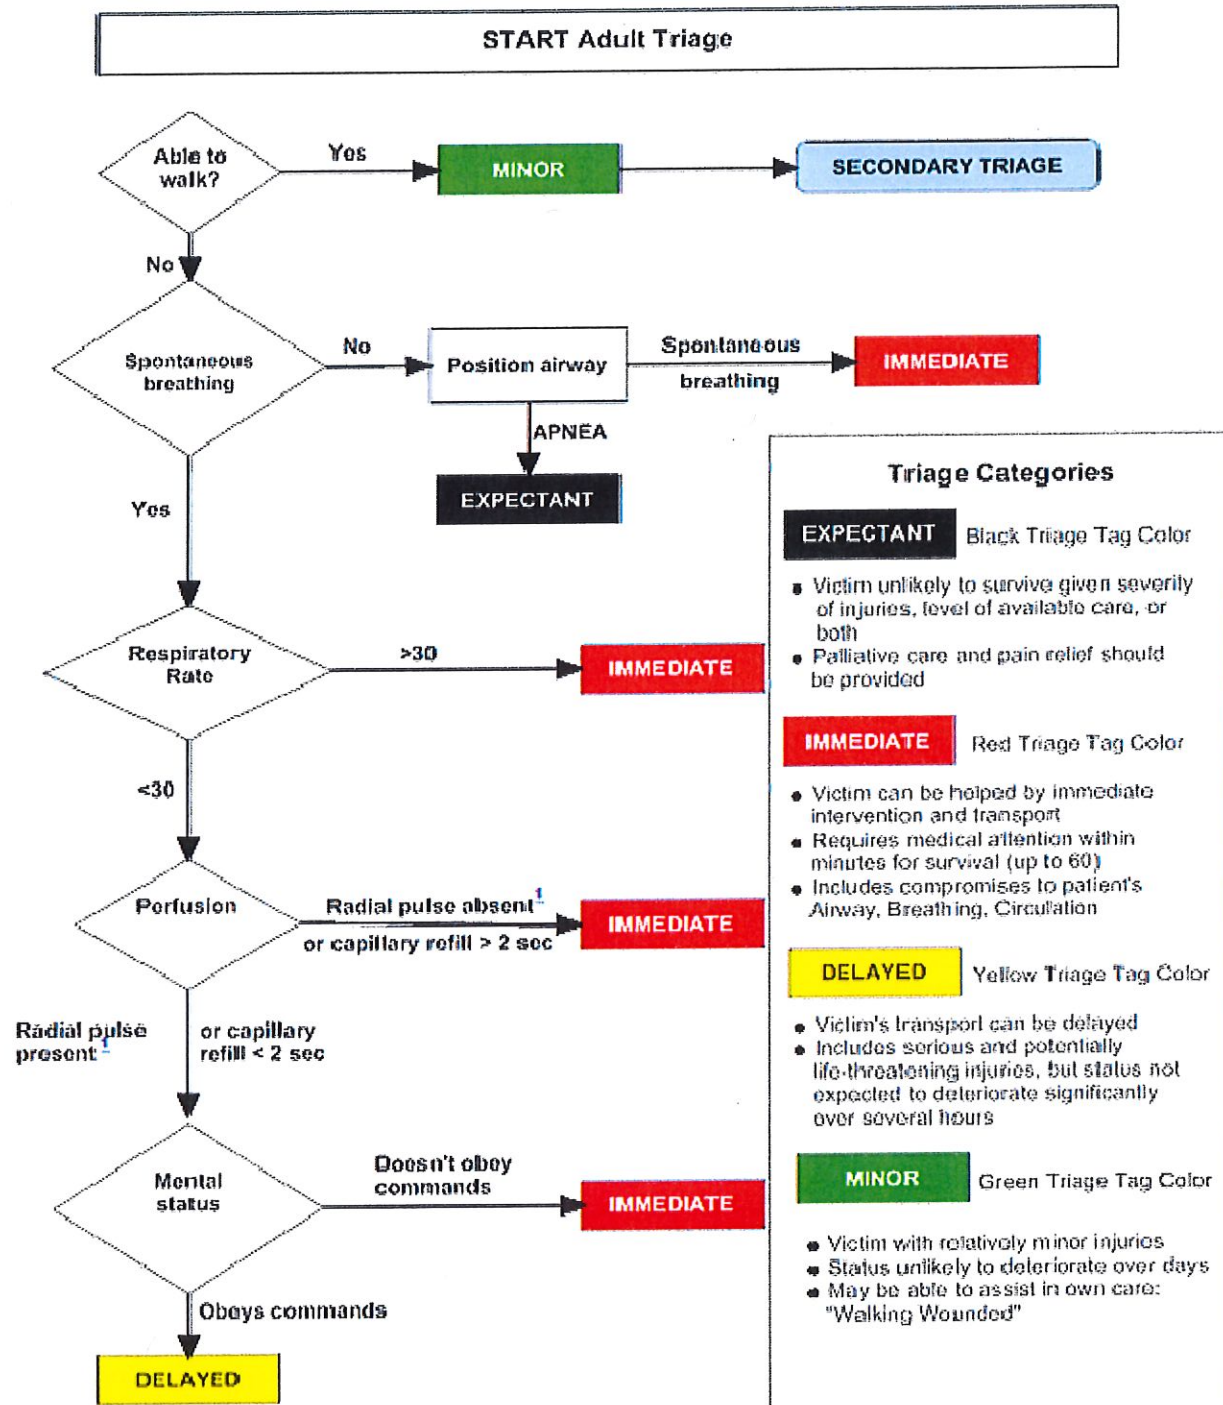 START Adult Triage
Able to
walk?
Yes
MINOR
SECONDARY TRIAGE
No
Spontaneous
breathing
No
Position airway
Spontaneous
breathing
IMMEDIATE
APNEA
EXPECTANT
Yes
Respiratory
Rate
>30
IMMEDIATE
<30
Perfusion
Radial pulse absent1
or capillary refill > 2 sec
IMMEDIATE
Radial pulse
present1
or capillary
refill < 2 sec
Mental
status
Doesn't obey
commands
IMMEDIATE
Obeys commands
DELAYED
Triage Categories
EXPECTANT Black Triage Tag Color
• Victim unlikely to survive given severity
of injuries, level of available care, or
both
• Palliative care and pain relief should
be provided
IMMEDIATE Red Triage Tag Color
• Victim can be helped by immediate
intervention and transport
• Requires medical attention within
minutes for survival (up to 60)
• Includes compromises to patient's
Airway, Breathing, Circulation
DELAYED Yellow Triage Tag Color
• Victim's transport can be delayed
• Includes serious and potentially
life-threatening injuries, but status not
expected to deteriorate significantly
over several hours
MINOR Green Triage Tag Color
• Victim with relatively minor injuries
• Status unlikely to deteriorate over days
• May be able to assist in own care:
"Walking Wounded"